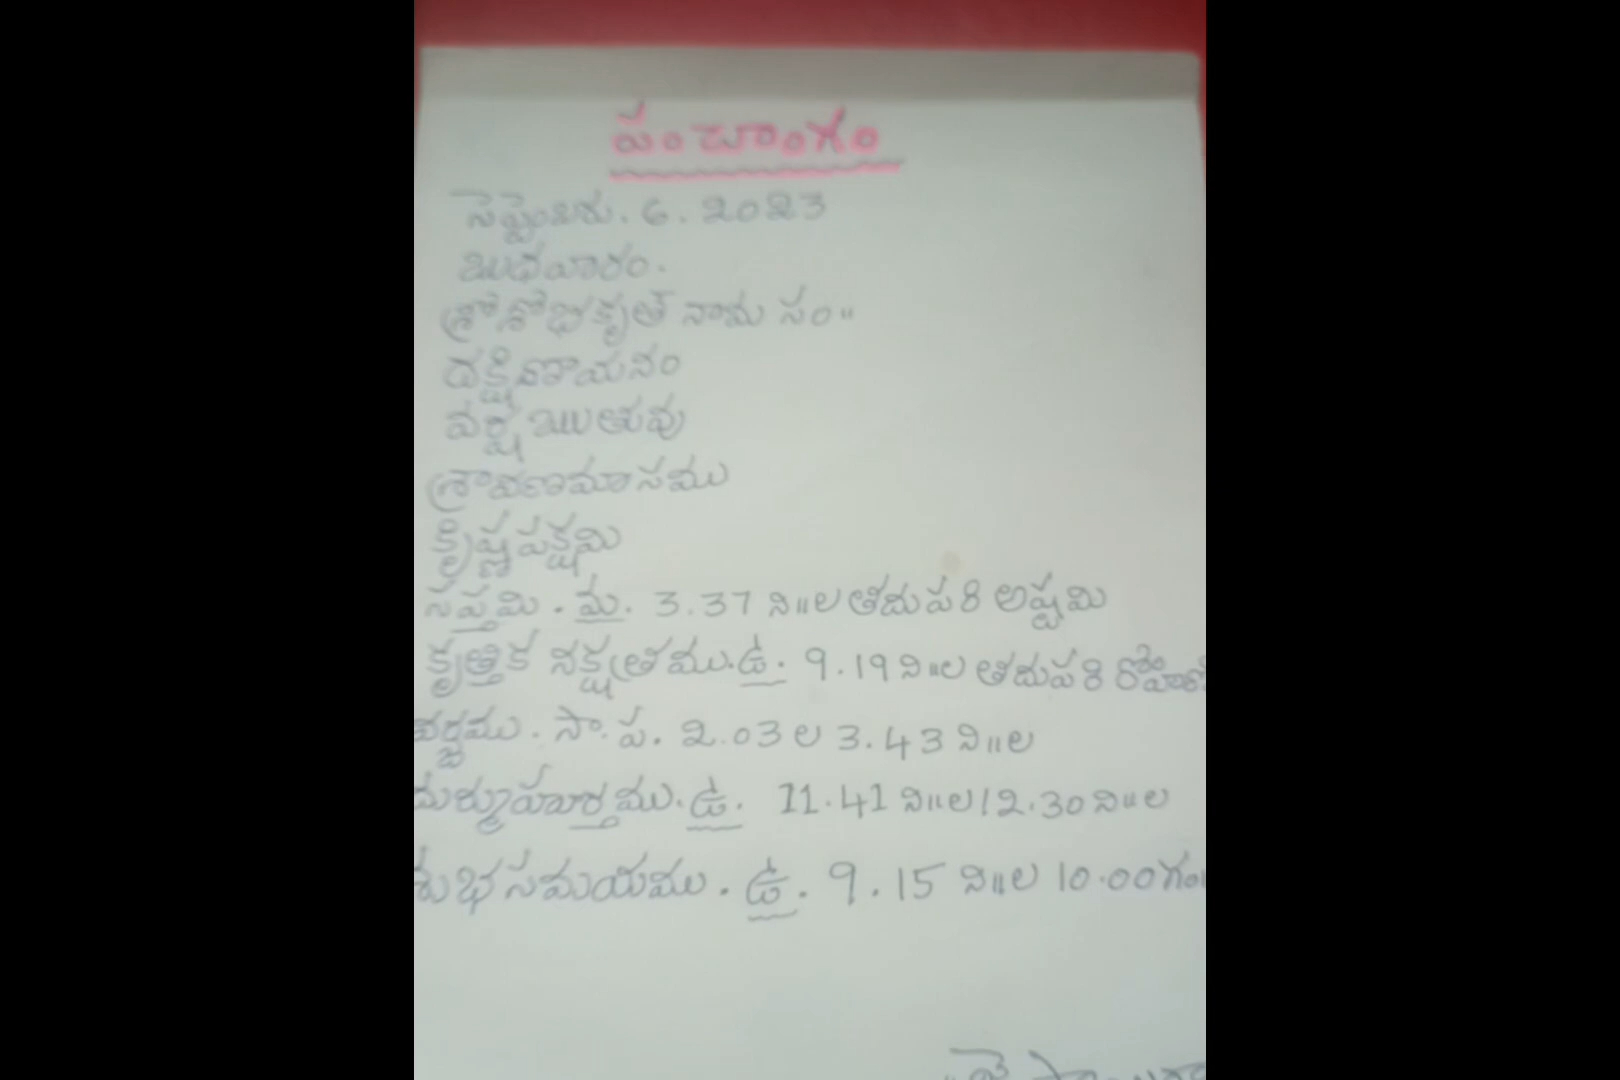 పంచాంగం
సెప్టెంబరు. 6. 2023
బుధవారం.
శ్రీశోభకృత్ నామ సం॥
దక్షిణాయనం
వర్ష ఋతువు
శ్రావణమాసము
క్రిష్ణపక్షమి
సప్తమి. మ. 3.37 ని॥ల తదుపరి అష్టమి
కృత్తిక నక్షత్రము. ఉ. 9.19 ని॥ల తదుపరి రోహిణి
వర్జ్యము. సా. ప. 2.03 ల 3.43 ని॥ల
దుర్ముహూర్తము. ఉ. 11.41 ని॥ల 12.30 ని॥ల
శుభసమయము. ఉ. 9.15 ని॥ల 10.00 గం॥